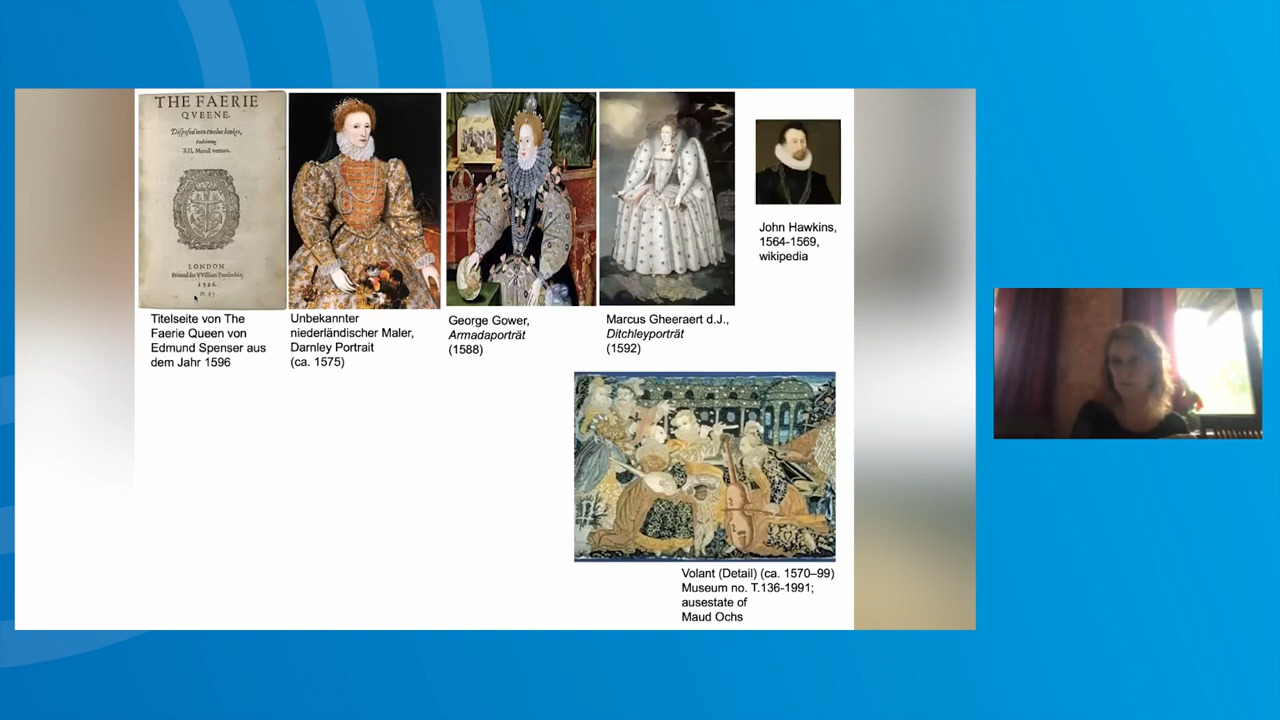 THE FAERIE
QVEENE.
Disposed into twelue bookes,
Fashioning
XII. Morall vertues.
LONDON
Printed for VVilliam Ponsonbie.
1596.
Titelseite von The
Faerie Queen von
Edmund Spenser aus
dem Jahr 1596
Unbekannter
niederländischer Maler,
Darnley Portrait
(ca. 1575)
George Gower,
Armadaporträt
(1588)
Marcus Gheeraert d.J.,
Ditchleyporträt
(1592)
John Hawkins,
1564-1569,
wikipedia
Volant (Detail) (ca. 1570–99)
Museum no. T.136-1991;
ausestate of
Maud Ochs